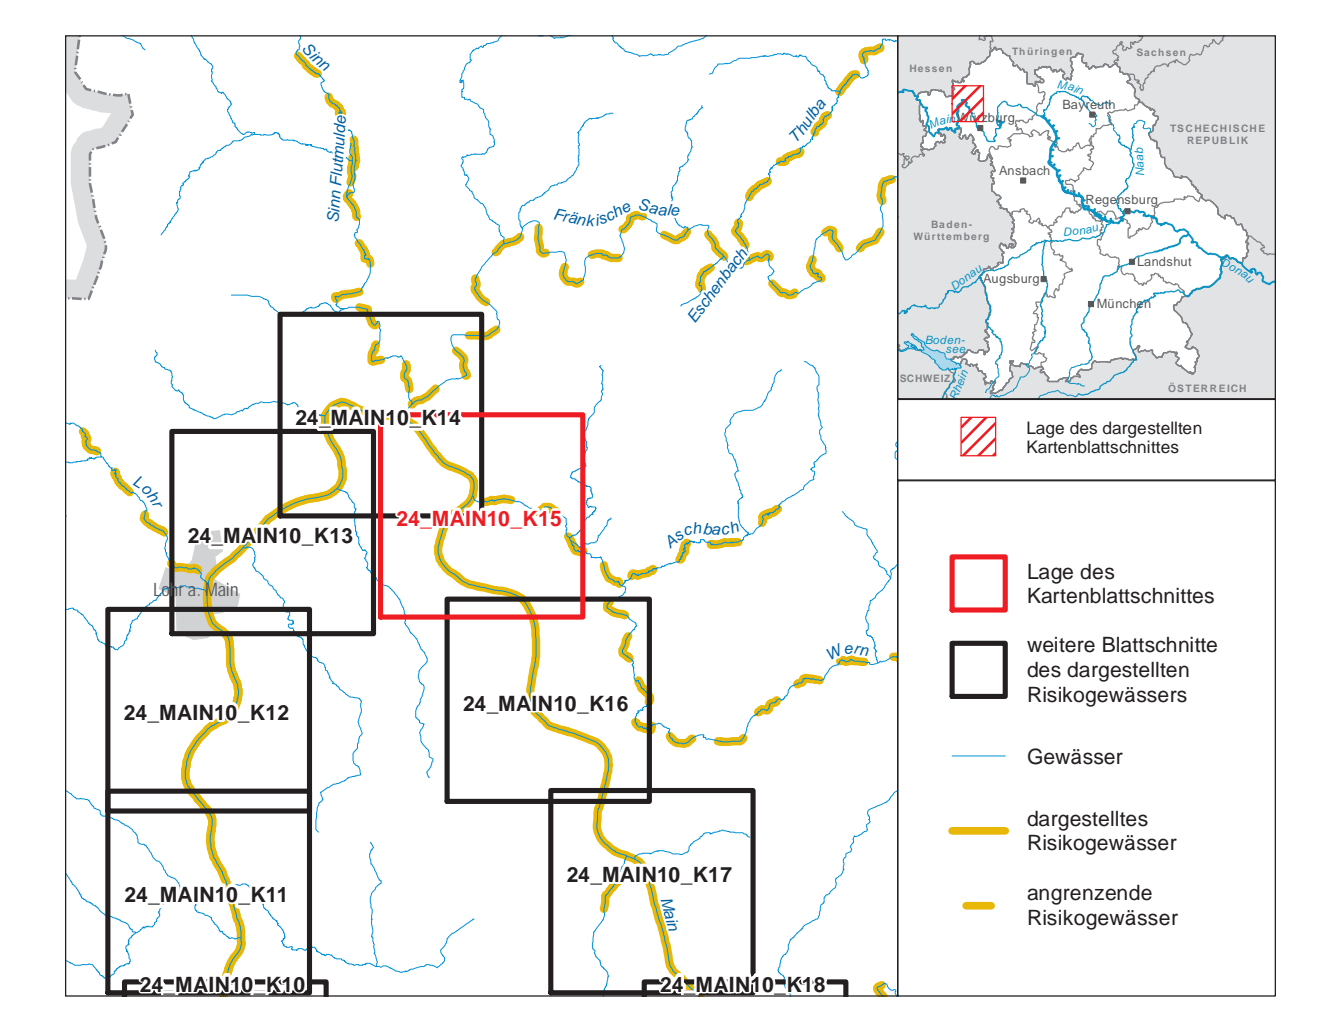 Sinn
Sinn Flutmulde
Thulba
Fränkische Saale
Eschenbach
24_MAIN10_K14
Lohr
24_MAIN10_K15
24_MAIN10_K13
Aschbach
Lohr a. Main
Wern
24_MAIN10_K12
24_MAIN10_K16
24_MAIN10_K11
24_MAIN10_K17
Main
24_MAIN10_K10
24_MAIN10_K18
Thüringen
Sachsen
Hessen
Main
Bayreuth
Main
Würzburg
TSCHECHISCHE
REPUBLIK
Naab
Ansbach
Regensburg
Baden-
Württemberg
Donau
Landshut
Donau
Donau
Augsburg
München
Boden-
see
SCHWEIZ
Rhein
ÖSTERREICH
Lage des dargestellten
Kartenblattschnittes
Lage des
Kartenblattschnittes
weitere Blattschnitte
des dargestellten
Risikogewässers
Gewässer
dargestelltes
Risikogewässer
angrenzende
Risikogewässer